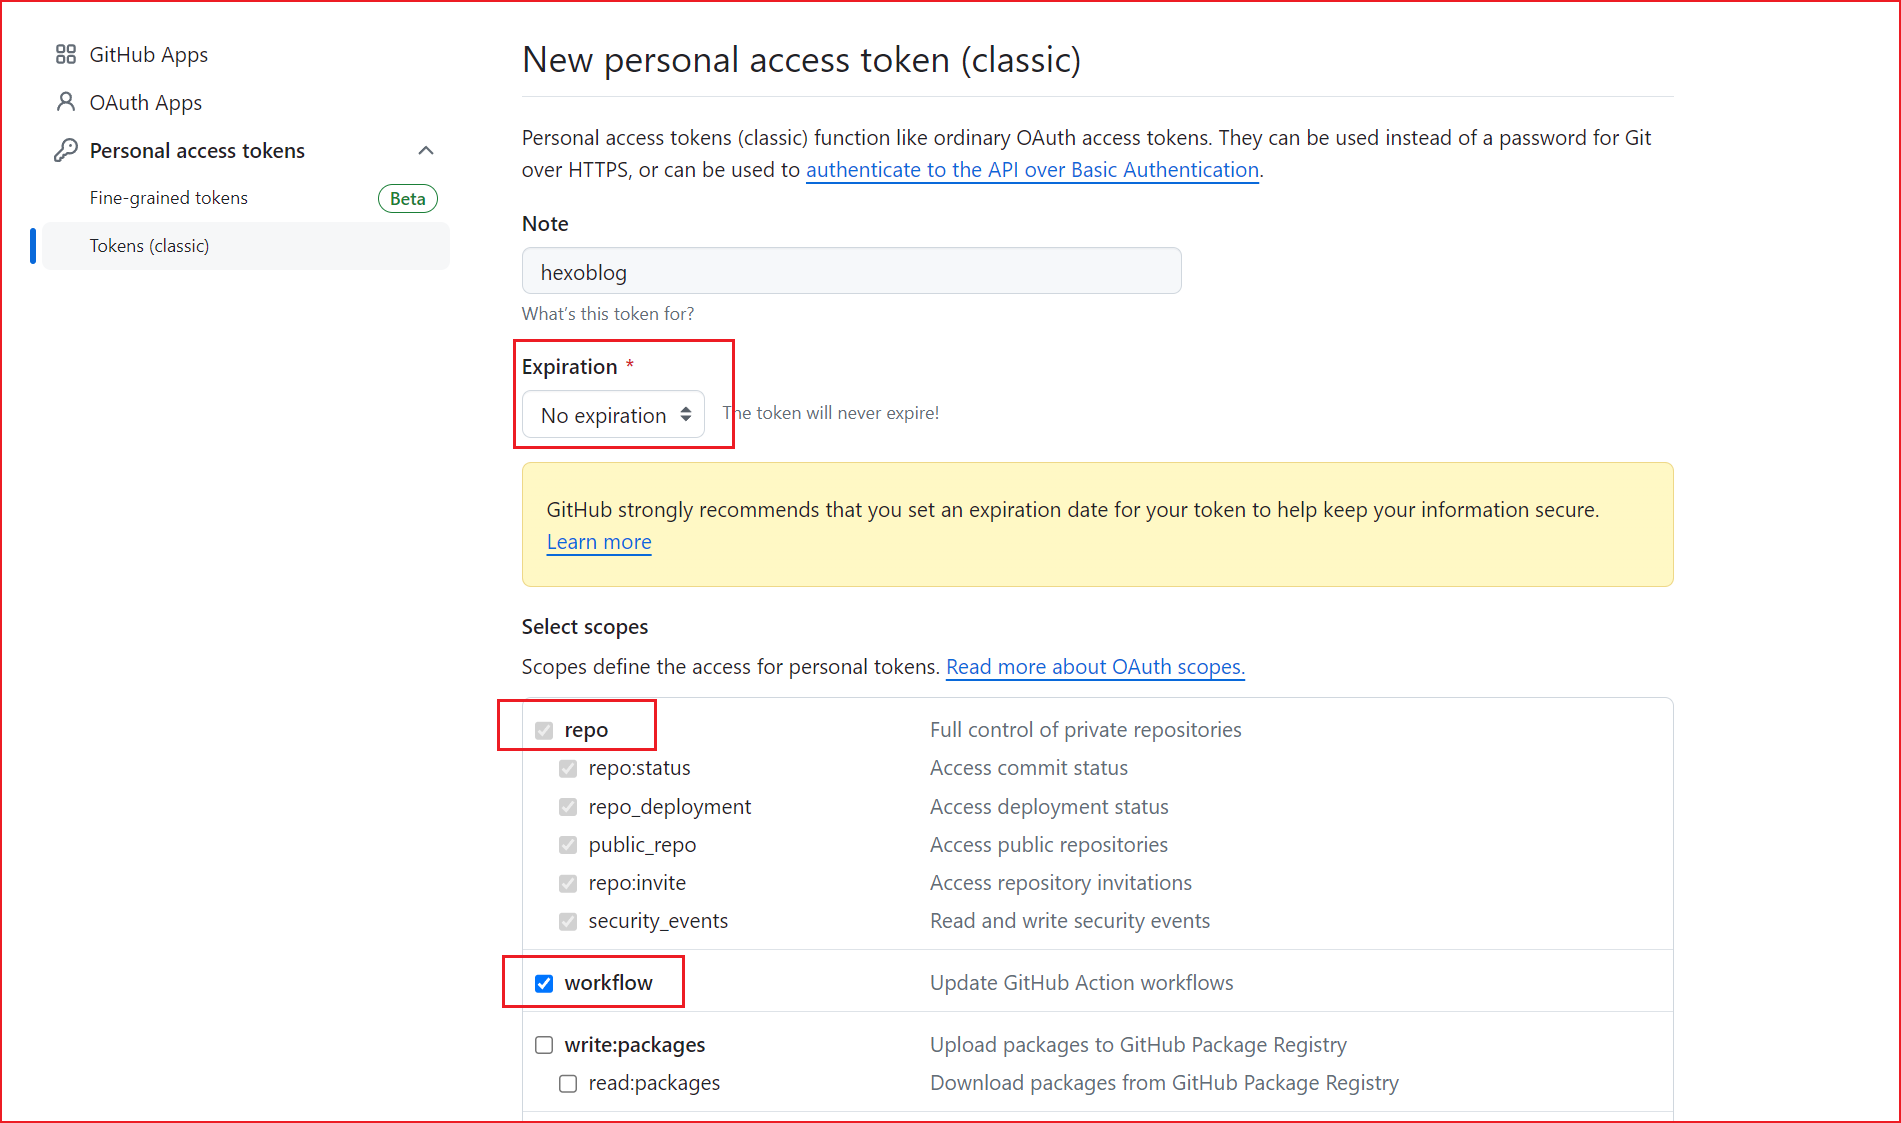 GitHub Apps
OAuth Apps
Personal access tokens
Fine-grained tokens
Beta
Tokens (classic)
New personal access token (classic)
Personal access tokens (classic) function like ordinary OAuth access tokens. They can be used instead of a password for Git
over HTTPS, or can be used to authenticate to the API over Basic Authentication.
Note
hexoblog
What's this token for?
Expiration *
No expiration
The token will never expire!
GitHub strongly recommends that you set an expiration date for your token to help keep your information secure.
Learn more
Select scopes
Scopes define the access for personal tokens. Read more about OAuth scopes.
repo Full control of private repositories
repo:status Access commit status
repo_deployment Access deployment status
public_repo Access public repositories
repo:invite Access repository invitations
security_events Read and write security events
workflow Update GitHub Action workflows
write:packages Upload packages to GitHub Package Registry
read:packages Download packages from GitHub Package Registry